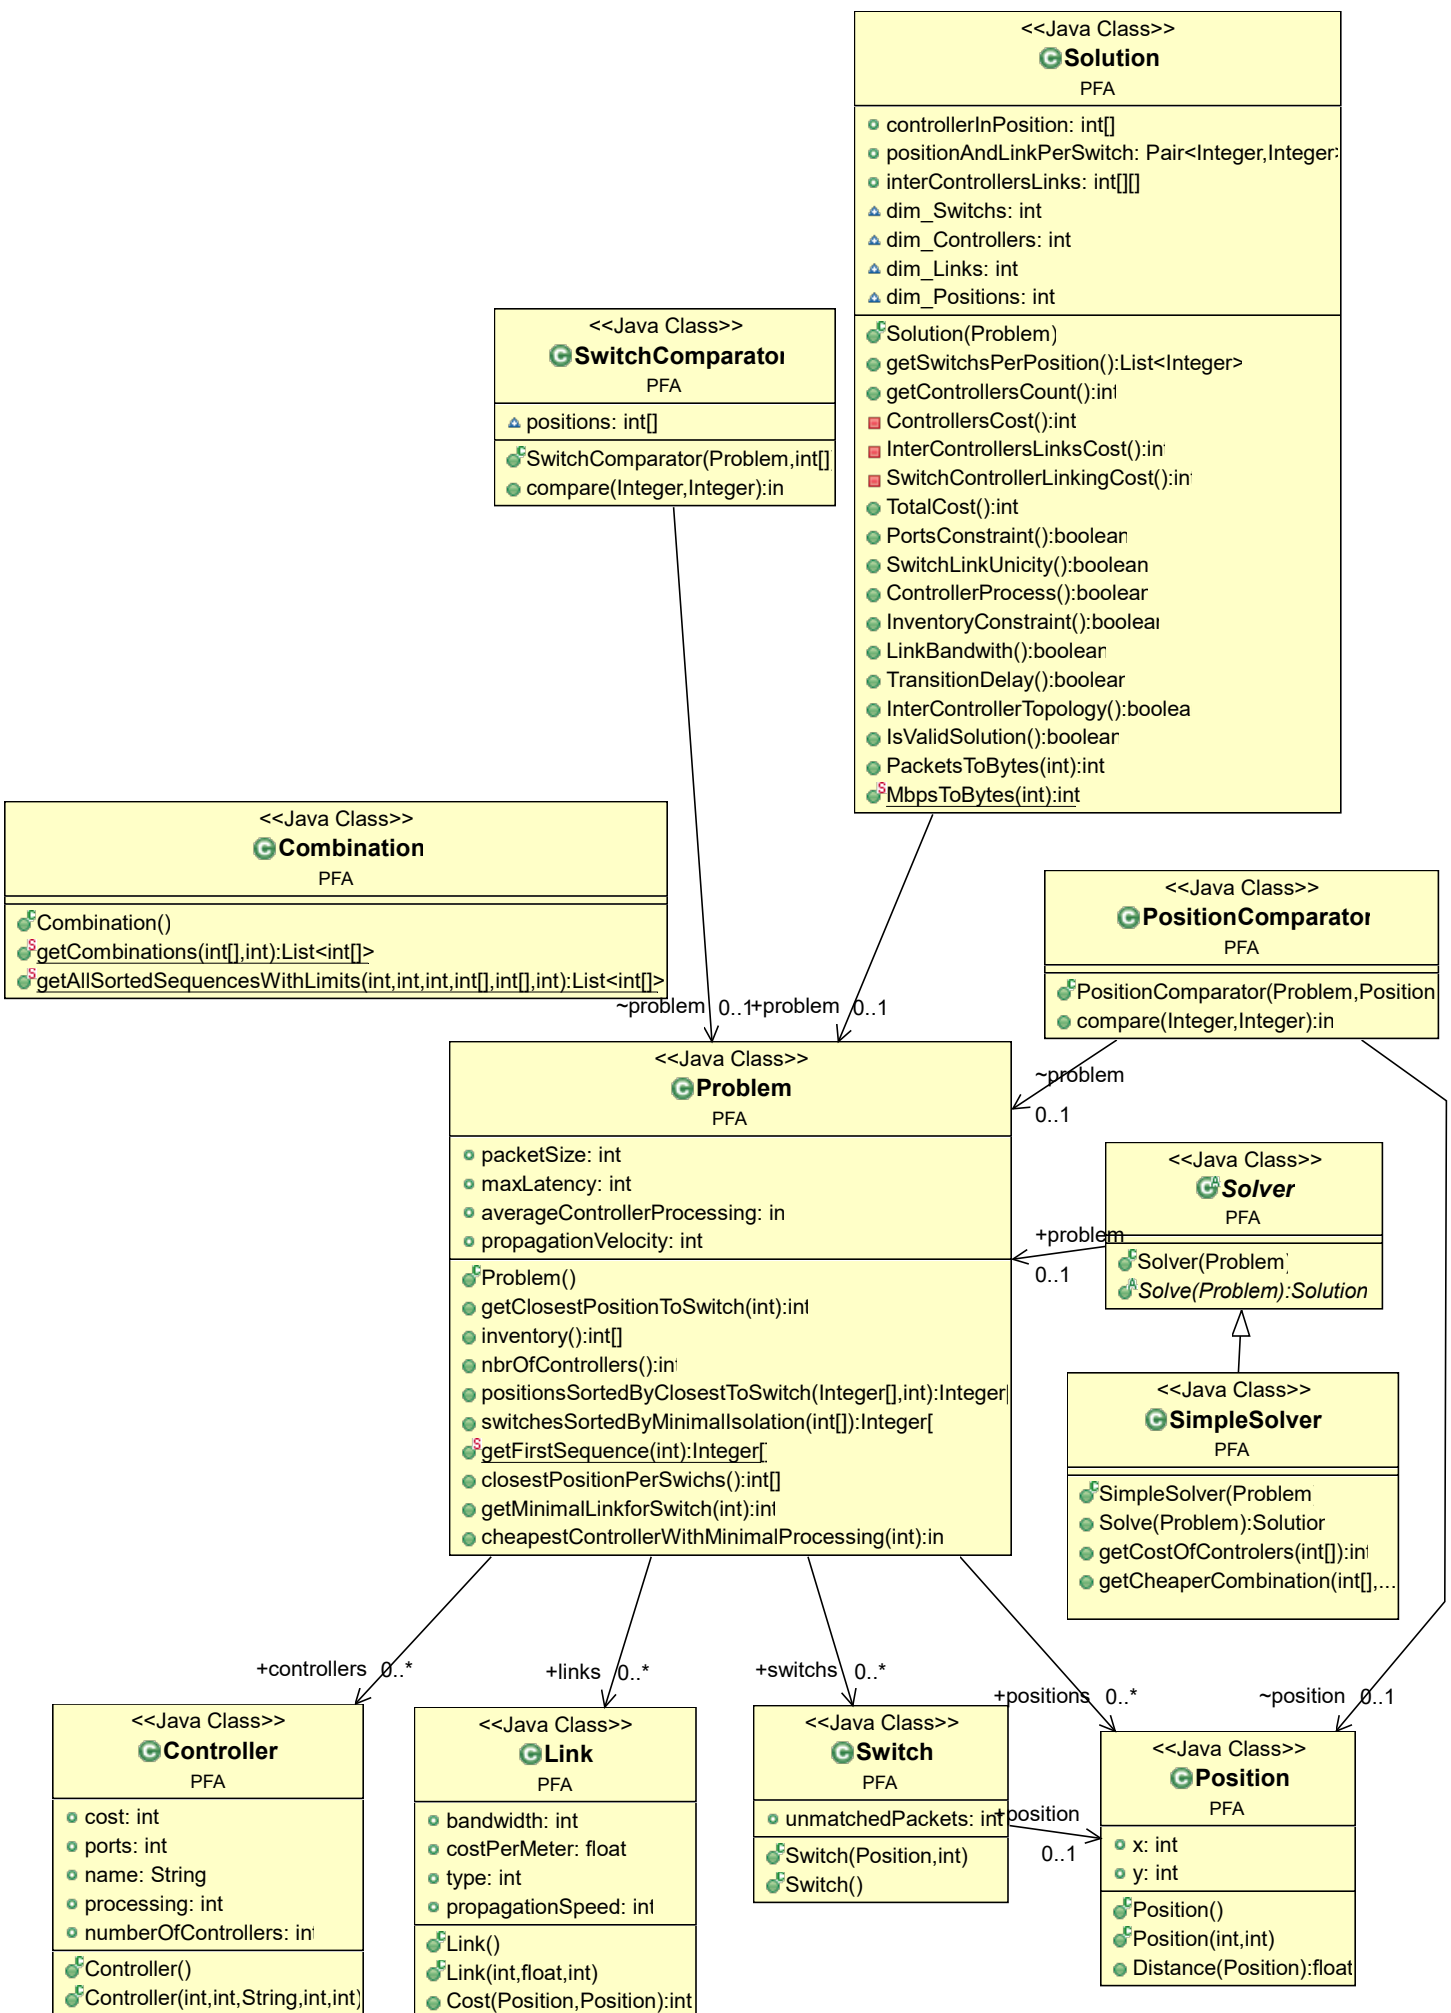 <<Java Class>>
Solution
PFA
controllerInPosition: int[]
positionAndLinkPerSwitch: Pair<Integer,Integer>
interControllersLinks: int[][]
dim_Switchs: int
dim_Controllers: int
dim_Links: int
dim_Positions: int
Solution(Problem)
getSwitchsPerPosition():List<Integer>
getControllersCount():int
ControllersCost():int
InterControllersLinksCost():int
SwitchControllerLinkingCost():int
TotalCost():int
PortsConstraint():boolean
SwitchLinkUnicity():boolean
ControllerProcess():boolean
InventoryConstraint():boolean
LinkBandwith():boolean
TransitionDelay():boolean
InterControllerTopology():boolea
IsValidSolution():boolean
PacketsToBytes(int):int
MbpsToBytes(int):int
<<Java Class>>
SwitchComparator
PFA
positions: int[]
SwitchComparator(Problem,int[]
compare(Integer,Integer):in
<<Java Class>>
Combination
PFA
Combination()
getCombinations(int[],int):List<int[]>
getAllSortedSequencesWithLimits(int,int,int,int[],int[],int):List<int[]>
<<Java Class>>
PositionComparator
PFA
PositionComparator(Problem,Position
compare(Integer,Integer):in
~problem 0..1
+problem 0..1
~problem
0..1
<<Java Class>>
Problem
PFA
packetSize: int
maxLatency: int
averageControllerProcessing: in
propagationVelocity: int
Problem()
getClosestPositionToSwitch(int):int
inventory():int[]
nbrOfControllers():int
positionsSortedByClosestToSwitch(Integer[],int):Integer[
switchesSortedByMinimalIsolation(int[]):Integer[
getFirstSequence(int):Integer[
closestPositionPerSwichs():int[]
getMinimalLinkforSwitch(int):int
cheapestControllerWithMinimalProcessing(int):in
<<Java Class>>
Solver
PFA
Solver(Problem)
Solve(Problem):Solution
+problem
0..1
<<Java Class>>
SimpleSolver
PFA
SimpleSolver(Problem
Solve(Problem):Solution
getCostOfControlers(int[]):int
getCheaperCombination(int[],...
+controllers 0..*
+links 0..*
+switchs 0..*
+positions 0..*
~position 0..1
<<Java Class>>
Controller
PFA
cost: int
ports: int
name: String
processing: int
numberOfControllers: int
Controller()
Controller(int,int,String,int,int)
<<Java Class>>
Link
PFA
bandwidth: int
costPerMeter: float
type: int
propagationSpeed: int
Link()
Link(int,float,int)
Cost(Position,Position):int
<<Java Class>>
Switch
PFA
unmatchedPackets: int
Switch(Position,int)
Switch()
+position
0..1
<<Java Class>>
Position
PFA
x: int
y: int
Position()
Position(int,int)
Distance(Position):float